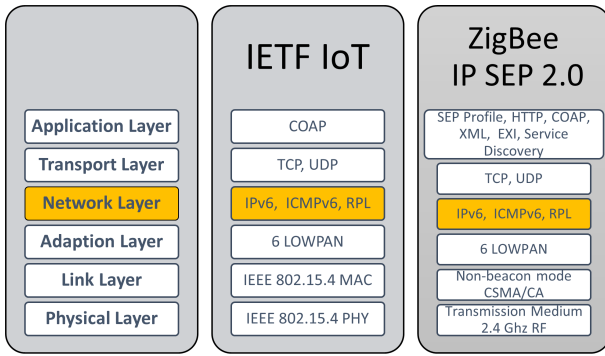 Application Layer
Transport Layer
Network Layer
Adaption Layer
Link Layer
Physical Layer
IETF IoT
COAP
TCP, UDP
IPv6, ICMPv6, RPL
6 LOWPAN
IEEE 802.15.4 MAC
IEEE 802.15.4 PHY
ZigBee
IP SEP 2.0
SEP Profile, HTTP, COAP,
XML, EXI, Service
Discovery
TCP, UDP
IPv6, ICMPv6, RPL
6 LOWPAN
Non-beacon mode
CSMA/CA
Transmission Medium
2.4 Ghz RF